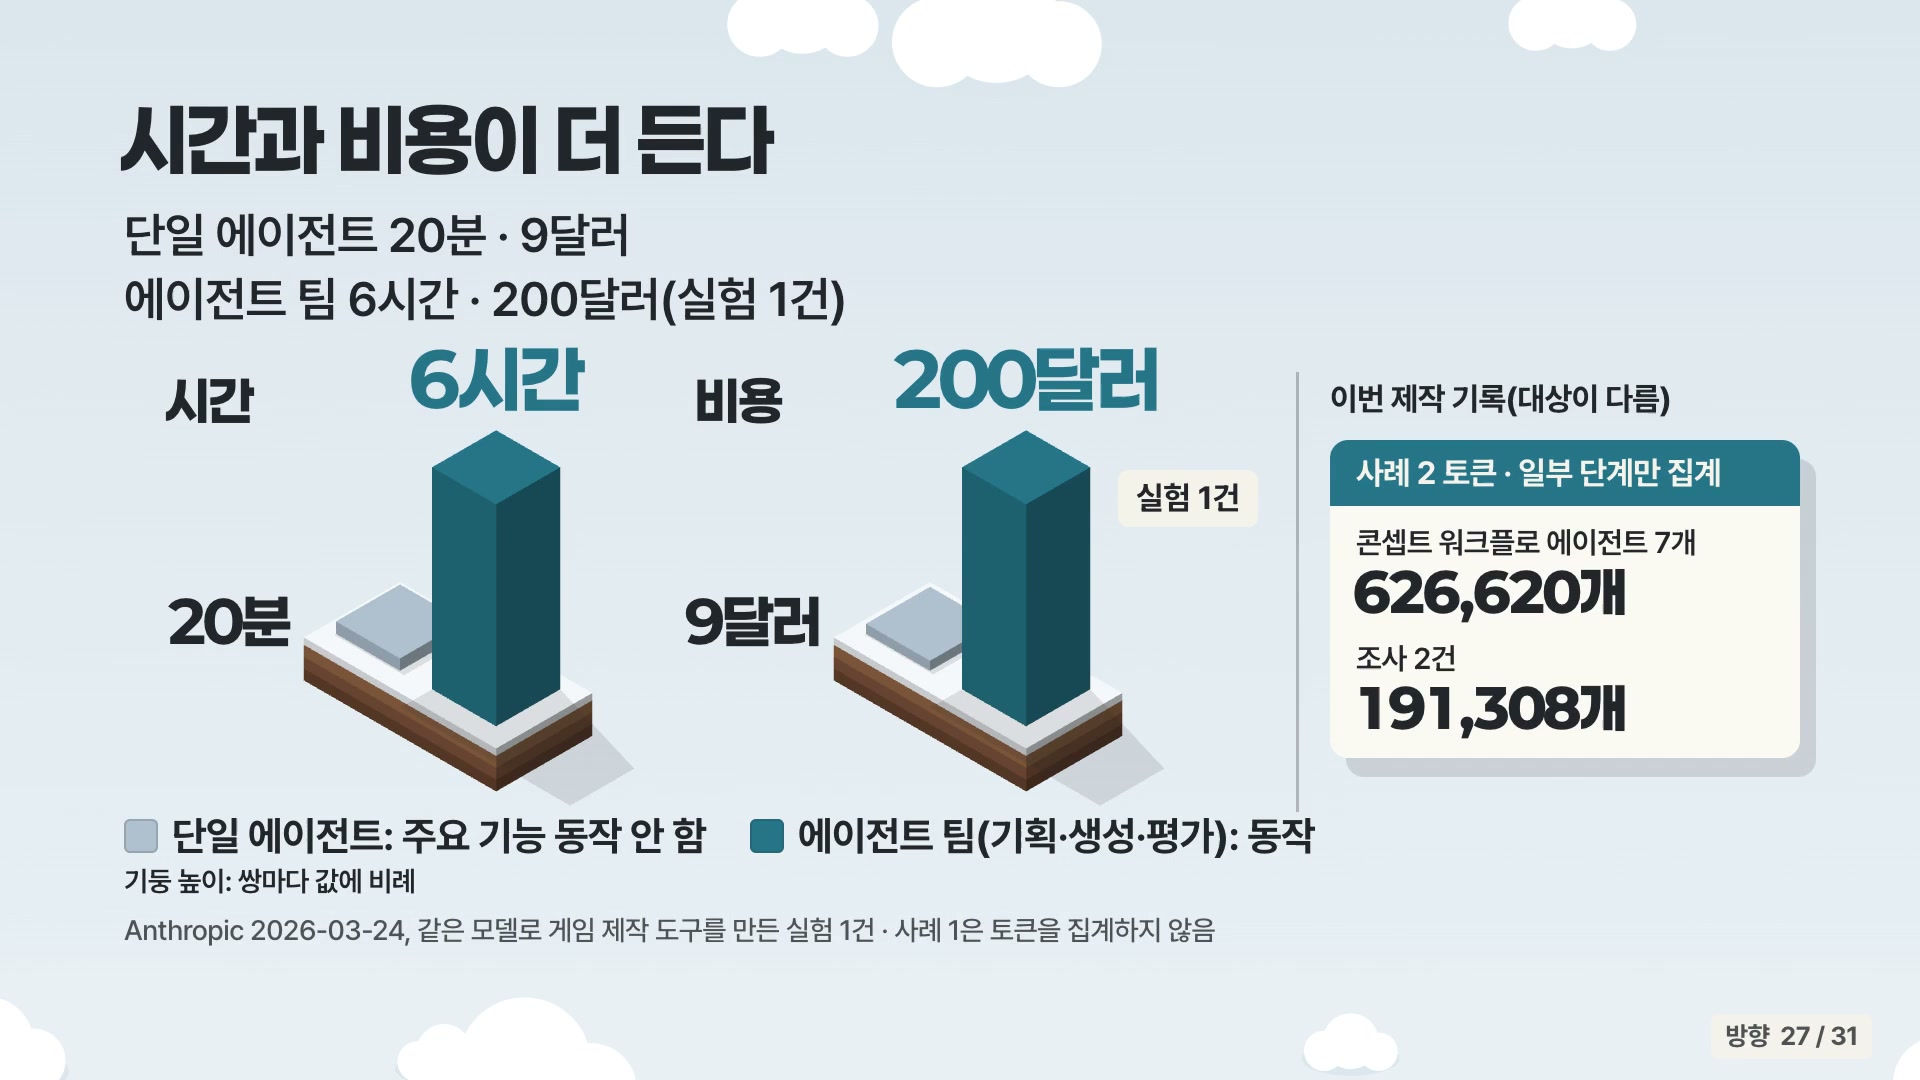 시간과 비용이 더 든다
단일 에이전트 20분 · 9달러
에이전트 팀 6시간 · 200달러(실험 1건)
시간
6시간
20분
비용
200달러
실험 1건
9달러
이번 제작 기록(대상이 다름)
사례 2 토큰 · 일부 단계만 집계
콘셉트 워크플로 에이전트 7개
626,620개
조사 2건
191,308개
단일 에이전트: 주요 기능 동작 안 함
에이전트 팀(기획·생성·평가): 동작
기둥 높이: 쌍마다 값에 비례
Anthropic 2026-03-24, 같은 모델로 게임 제작 도구를 만든 실험 1건 · 사례 1은 토큰을 집계하지 않음
방향 27 / 31